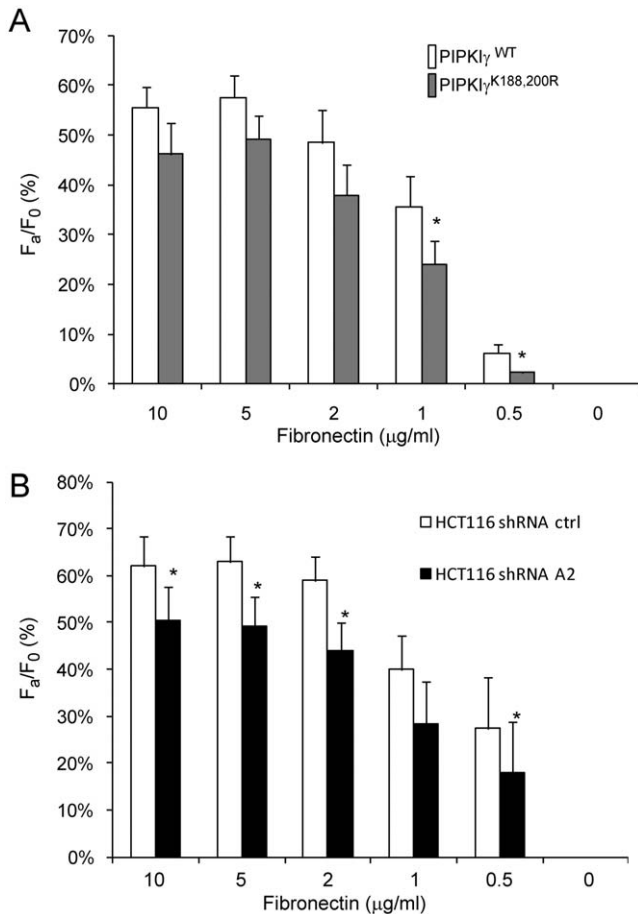 A
70%
60%
50%
40%
30%
20%
10%
0%
Fa/F0 (%)
PIPKIγ WT
PIPKIγK188,200R
*
*
10 5 2 1 0.5 0
Fibronectin (μg/ml)
B
80%
70%
60%
50%
40%
30%
20%
10%
0%
Fa/F0 (%)
HCT116 shRNA ctrl
HCT116 shRNA A2
* * * *
10 5 2 1 0.5 0
Fibronectin (μg/ml)